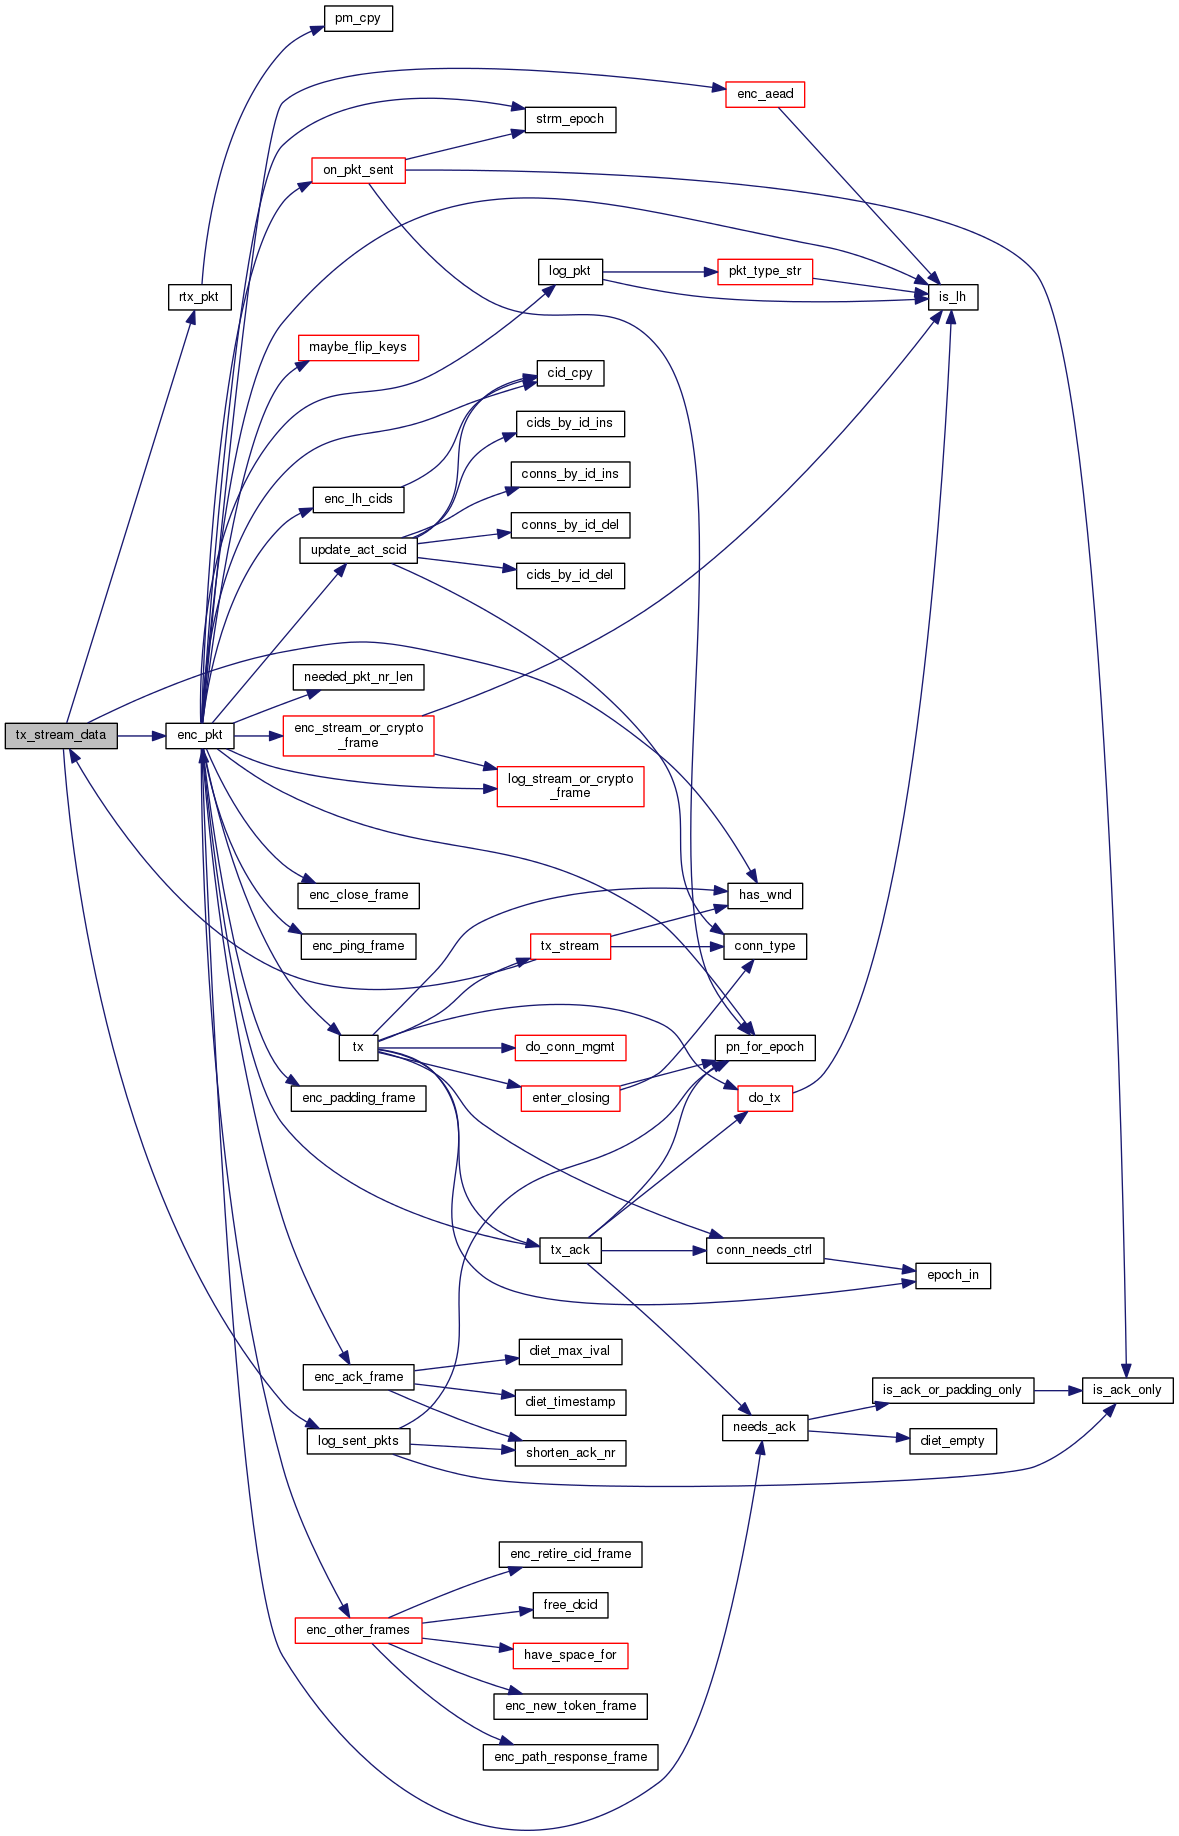 pm_cpy
enc_aead
strm_epoch
on_pkt_sent
log_pkt
pkt_type_str
rtx_pkt
is_lh
maybe_flip_keys
cid_cpy
cids_by_id_ins
conns_by_id_ins
enc_lh_cids
conns_by_id_del
update_act_scid
cids_by_id_del
needed_pkt_nr_len
tx_stream_data
enc_pkt
enc_stream_or_crypto
_frame
log_stream_or_crypto
_frame
enc_close_frame
has_wnd
enc_ping_frame
tx_stream
conn_type
tx
do_conn_mgmt
pn_for_epoch
enc_padding_frame
enter_closing
do_tx
tx_ack
conn_needs_ctrl
epoch_in
diet_max_ival
enc_ack_frame
diet_timestamp
is_ack_or_padding_only
is_ack_only
needs_ack
log_sent_pkts
diet_empty
shorten_ack_nr
enc_retire_cid_frame
free_dcid
enc_other_frames
have_space_for
enc_new_token_frame
enc_path_response_frame